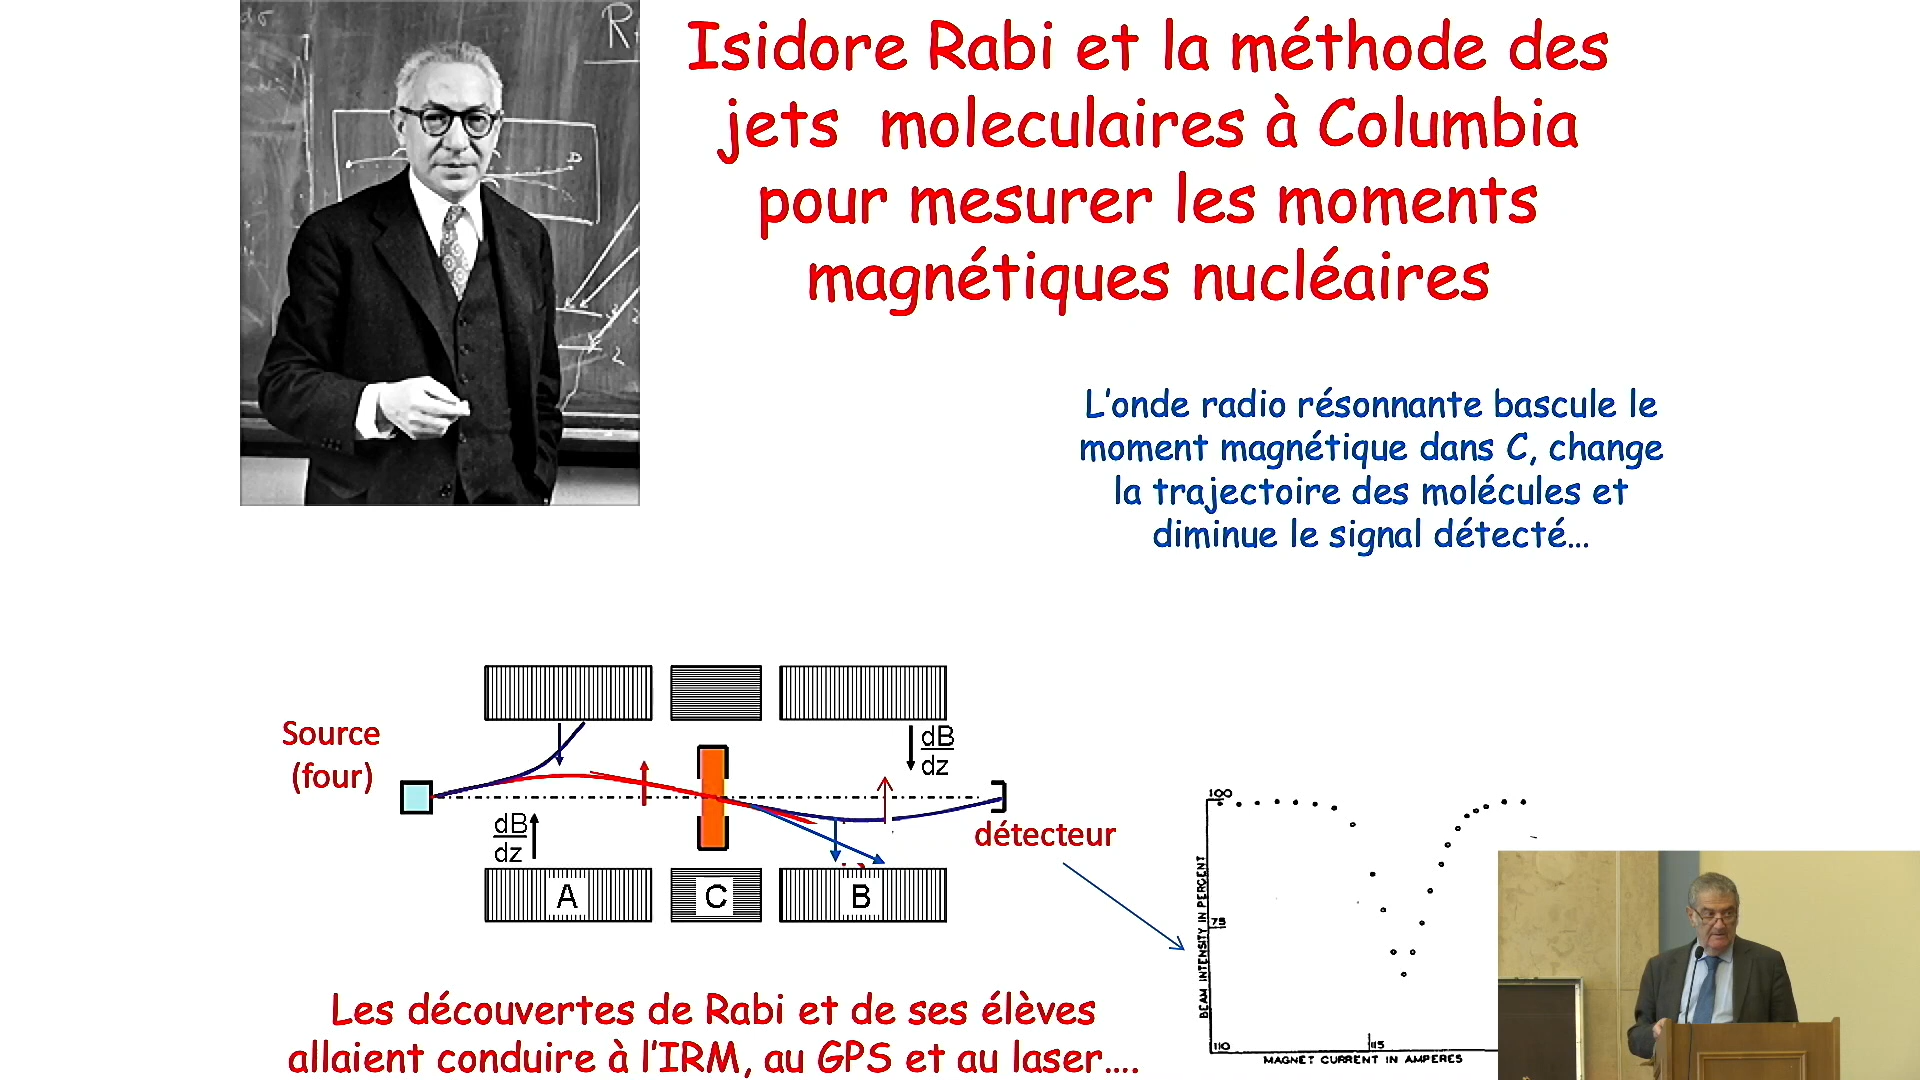 Isidore Rabi et la méthode des
jets moleculaires à Columbia
pour mesurer les moments
magnétiques nucléaires
L'onde radio résonnante bascule le
moment magnétique dans C, change
la trajectoire des molécules et
diminue le signal détecté...
Source
(four)
dB
dz
dB
dz
détecteur
A
C
B
100
75
110
115
BEAM INTENSITY IN PERCENT
MAGNET CURRENT IN AMPERES
Les découvertes de Rabi et de ses élèves
allaient conduire à l'IRM, au GPS et au laser....
D
R
2